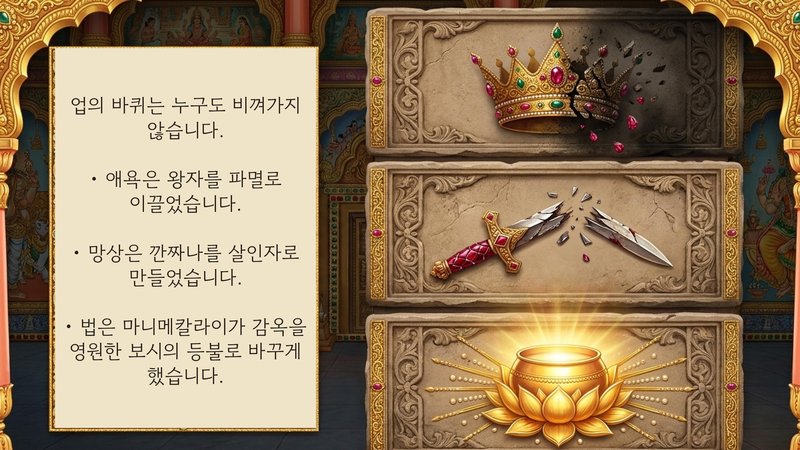 업의 바퀴는 누구도 비껴가지
않습니다.
• 애욕은 왕자를 파멸로
이끌었습니다.
• 망상은 깐짜나를 살인자로
만들었습니다.
• 법은 마니메칼라이가 감옥을
영원한 보시의 등불로 바꾸게
했습니다.